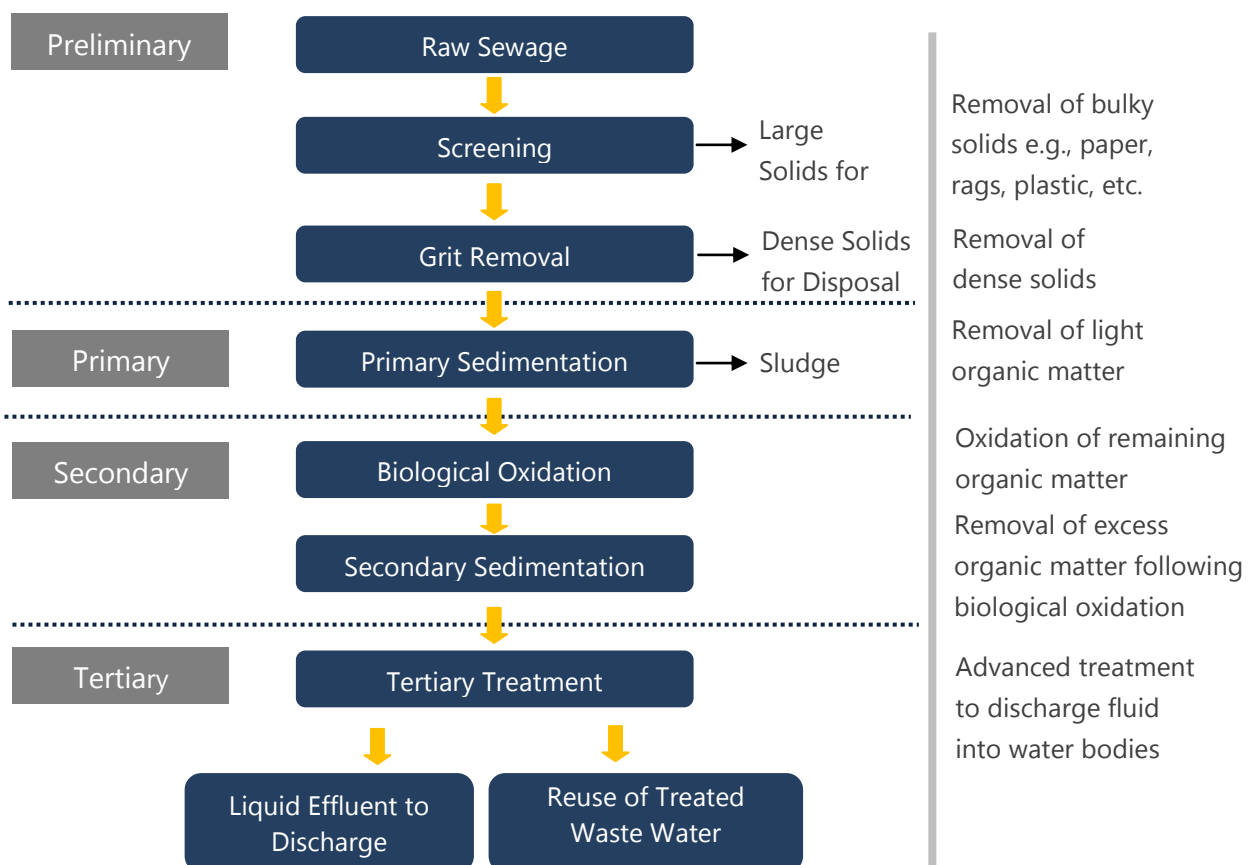 Preliminary
Raw Sewage
Screening
Large
Solids for
Removal of bulky
solids e.g., paper,
rags, plastic, etc.
Grit Removal
Dense Solids
for Disposal
Removal of
dense solids
Primary
Primary Sedimentation
Sludge
Removal of light
organic matter
Secondary
Biological Oxidation
Oxidation of remaining
organic matter
Secondary Sedimentation
Removal of excess
organic matter following
biological oxidation
Tertiary
Tertiary Treatment
Advanced treatment
to discharge fluid
into water bodies
Liquid Effluent to
Discharge
Reuse of Treated
Waste Water